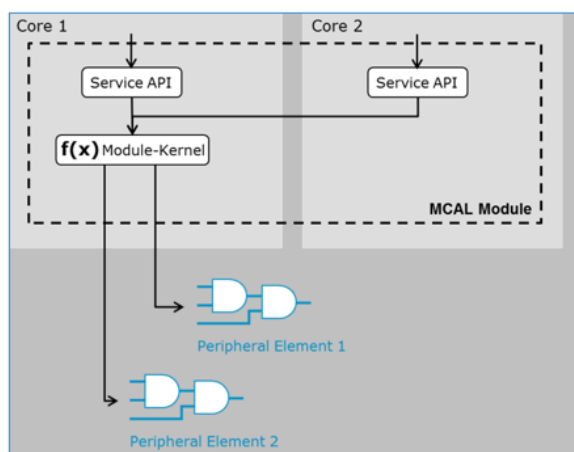 Core 1
Core 2
Service API
Service API
f(x) Module-Kernel
MCAL Module
Peripheral Element 1
Peripheral Element 2